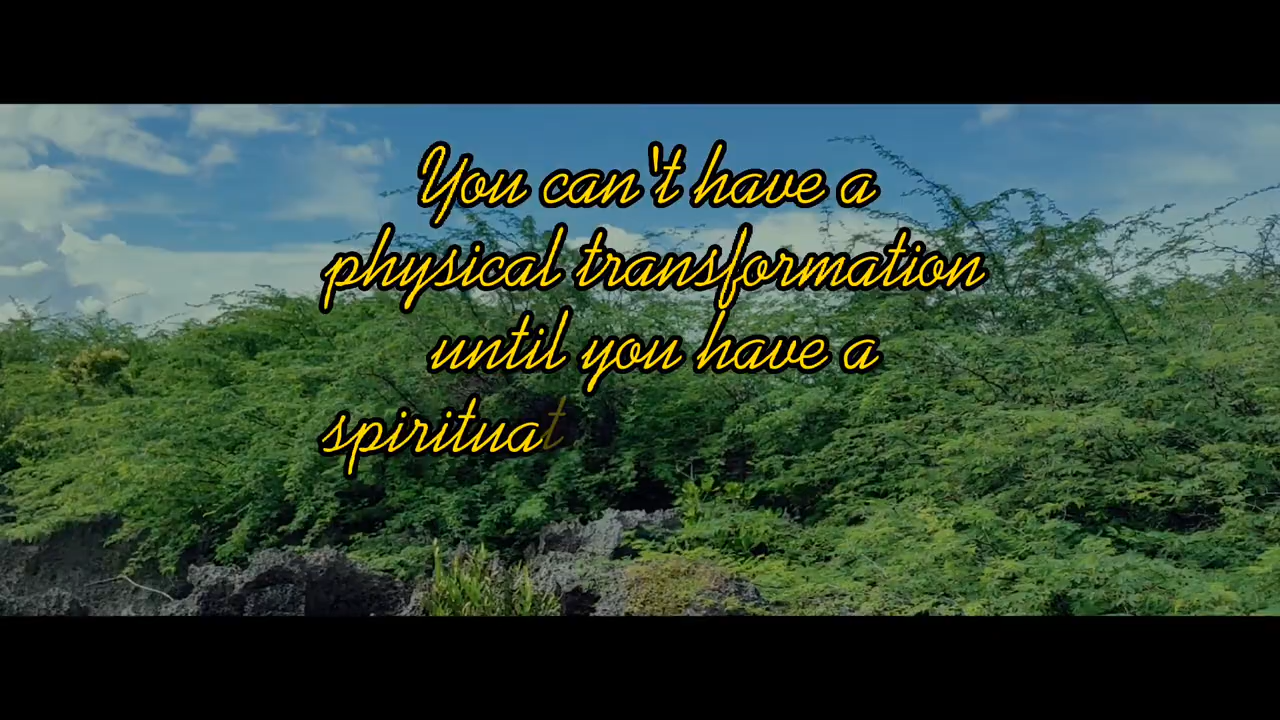 You can't have a
physical transformation
until you have a
spiritua